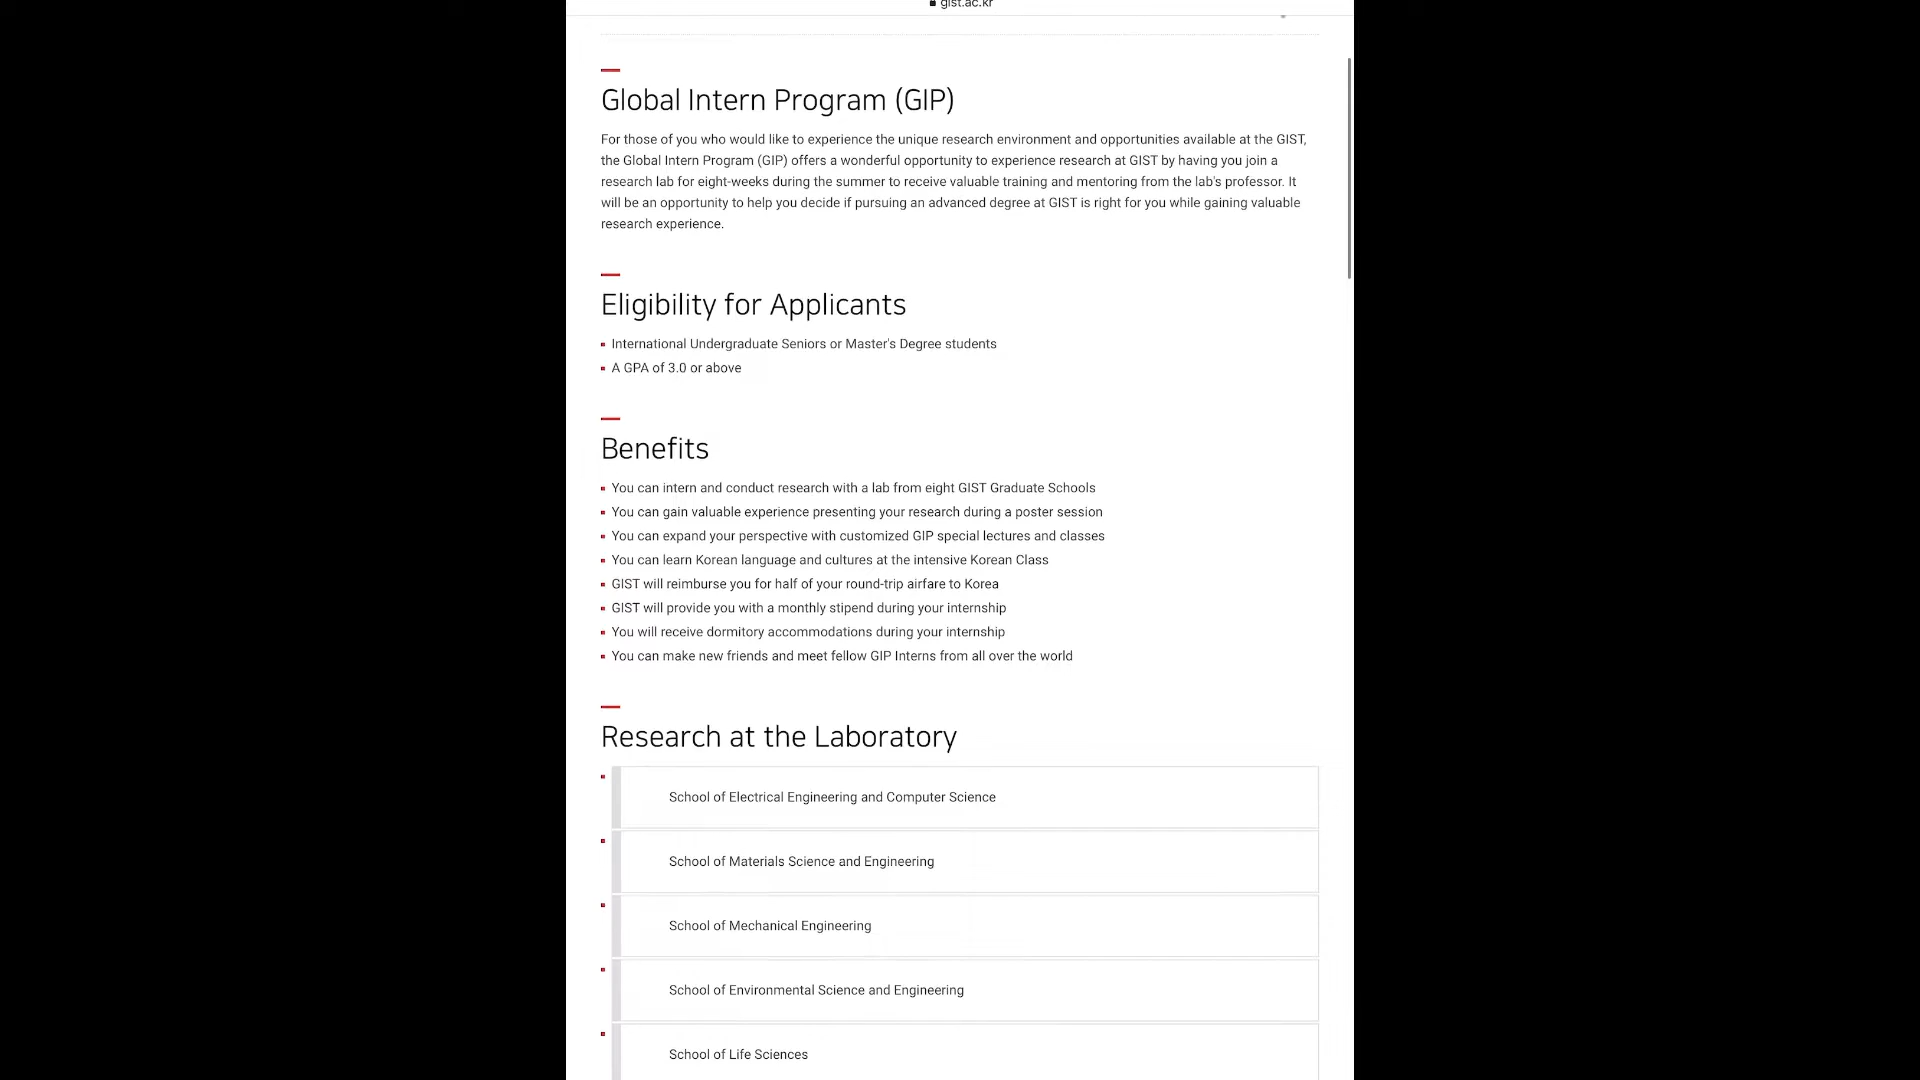 gist.ac.kr
Global Intern Program (GIP)
For those of you who would like to experience the unique research environment and opportunities available at the GIST,
the Global Intern Program (GIP) offers a wonderful opportunity to experience research at GIST by having you join a
research lab for eight-weeks during the summer to receive valuable training and mentoring from the lab's professor. It
will be an opportunity to help you decide if pursuing an advanced degree at GIST is right for you while gaining valuable
research experience.
Eligibility for Applicants
International Undergraduate Seniors or Master's Degree students
A GPA of 3.0 or above
Benefits
You can intern and conduct research with a lab from eight GIST Graduate Schools
You can gain valuable experience presenting your research during a poster session
You can expand your perspective with customized GIP special lectures and classes
You can learn Korean language and cultures at the intensive Korean Class
GIST will reimburse you for half of your round-trip airfare to Korea
GIST will provide you with a monthly stipend during your internship
You will receive dormitory accommodations during your internship
You can make new friends and meet fellow GIP Interns from all over the world
Research at the Laboratory
School of Electrical Engineering and Computer Science
School of Materials Science and Engineering
School of Mechanical Engineering
School of Environmental Science and Engineering
School of Life Sciences